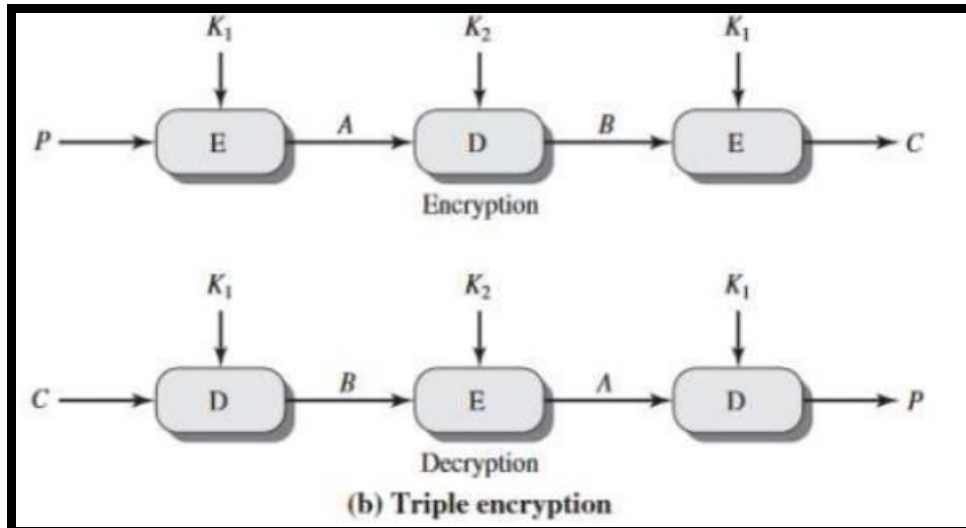 K₁ K₂ K₁
P E A D B E C
Encryption
K₁ K₂ K₁
C D B E A D P
Decryption
(b) Triple encryption